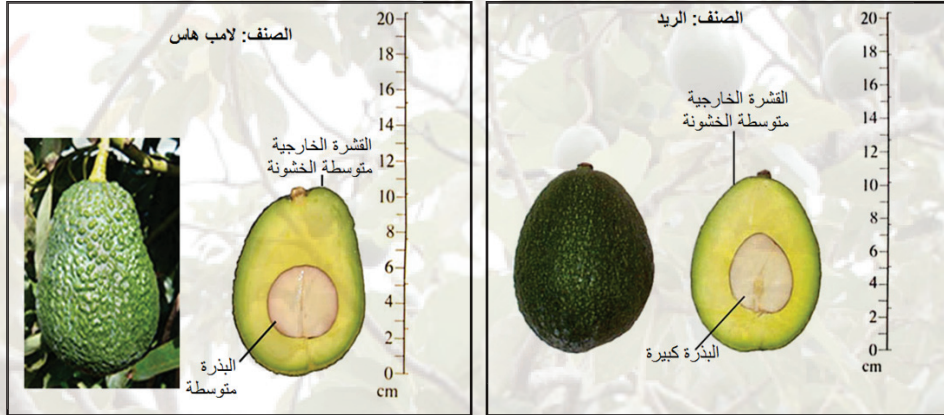 الصنف: الريد
20
18
16
14
12
10
8
6
4
2
0
cm
القشرة الخارجية
متوسطة الخشونة
البذرة كبيرة
الصنف: لامب هاس
20
18
16
14
12
10
8
6
4
2
0
cm
القشرة الخارجية
متوسطة الخشونة
البذرة
متوسطة